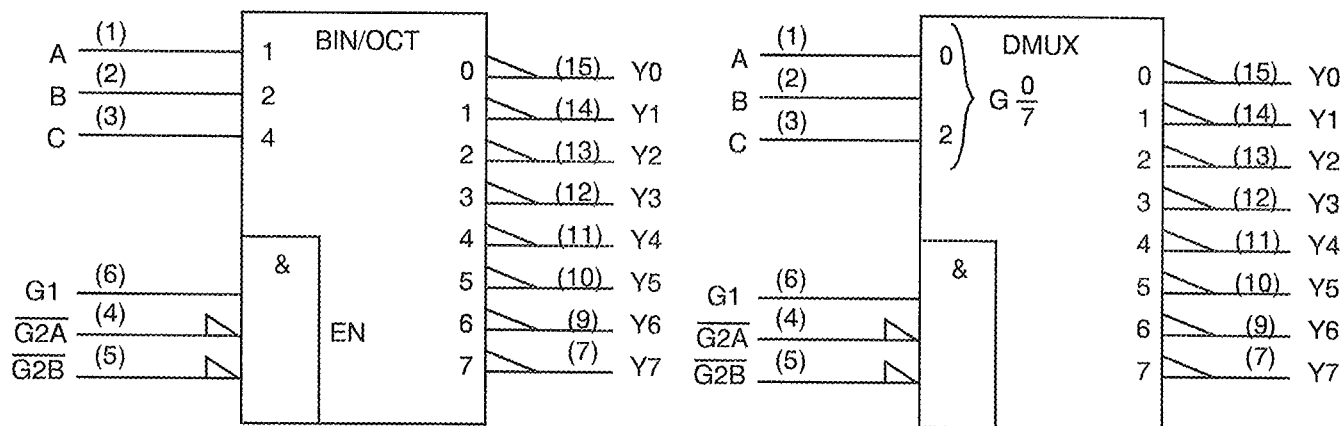 BIN/OCT
A (1) 1
B (2) 2
C (3) 4
G1 (6)
G2A (4)
G2B (5)
&
EN
0 (15) Y0
1 (14) Y1
2 (13) Y2
3 (12) Y3
4 (11) Y4
5 (10) Y5
6 (9) Y6
7 (7) Y7
DMUX
A (1) 0
B (2)
C (3) 2
G 0/7
G1 (6)
G2A (4)
G2B (5)
&
0 (15) Y0
1 (14) Y1
2 (13) Y2
3 (12) Y3
4 (11) Y4
5 (10) Y5
6 (9) Y6
7 (7) Y7